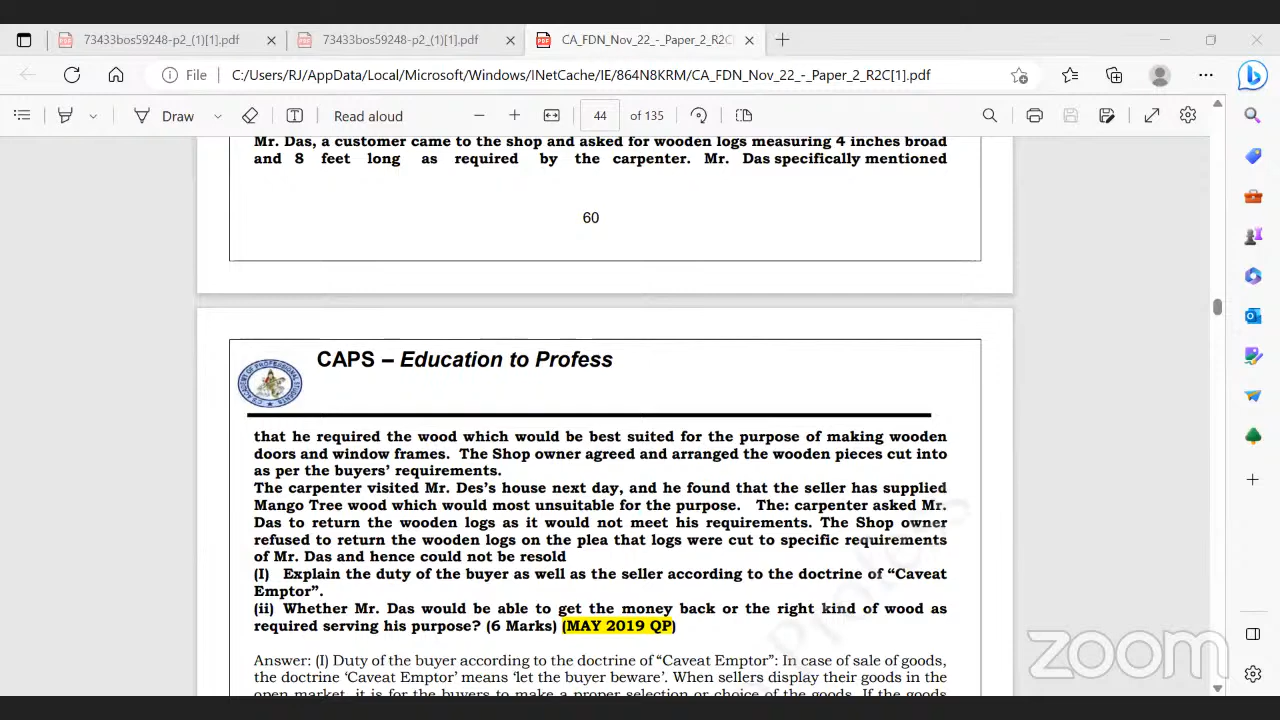 73433bos59248-p2_(1)[1].pdf
73433bos59248-p2_(1)[1].pdf
CA_FDN_Nov_22_-_Paper_2_R2C
File
C:/Users/RJ/AppData/Local/Microsoft/Windows/INetCache/IE/864N8KRM/CA_FDN_Nov_22_-_Paper_2_R2C[1].pdf
Draw
Read aloud
44
of 135
Mr. Das, a customer came to the shop and asked for wooden logs measuring 4 inches broad
and 8 feet long as required by the carpenter. Mr. Das specifically mentioned
60
CAPS – Education to Profess
that he required the wood which would be best suited for the purpose of making wooden
doors and window frames. The Shop owner agreed and arranged the wooden pieces cut into
as per the buyers' requirements.
The carpenter visited Mr. Des's house next day, and he found that the seller has supplied
Mango Tree wood which would most unsuitable for the purpose. The: carpenter asked Mr.
Das to return the wooden logs as it would not meet his requirements. The Shop owner
refused to return the wooden logs on the plea that logs were cut to specific requirements
of Mr. Das and hence could not be resold
(I) Explain the duty of the buyer as well as the seller according to the doctrine of "Caveat
Emptor".
(ii) Whether Mr. Das would be able to get the money back or the right kind of wood as
required serving his purpose? (6 Marks) (MAY 2019 QP)
Answer: (I) Duty of the buyer according to the doctrine of "Caveat Emptor": In case of sale of goods,
the doctrine 'Caveat Emptor' means 'let the buyer beware'. When sellers display their goods in the
open market, it is for the buyers to make a proper selection or choice of the goods. If the goods
zoom